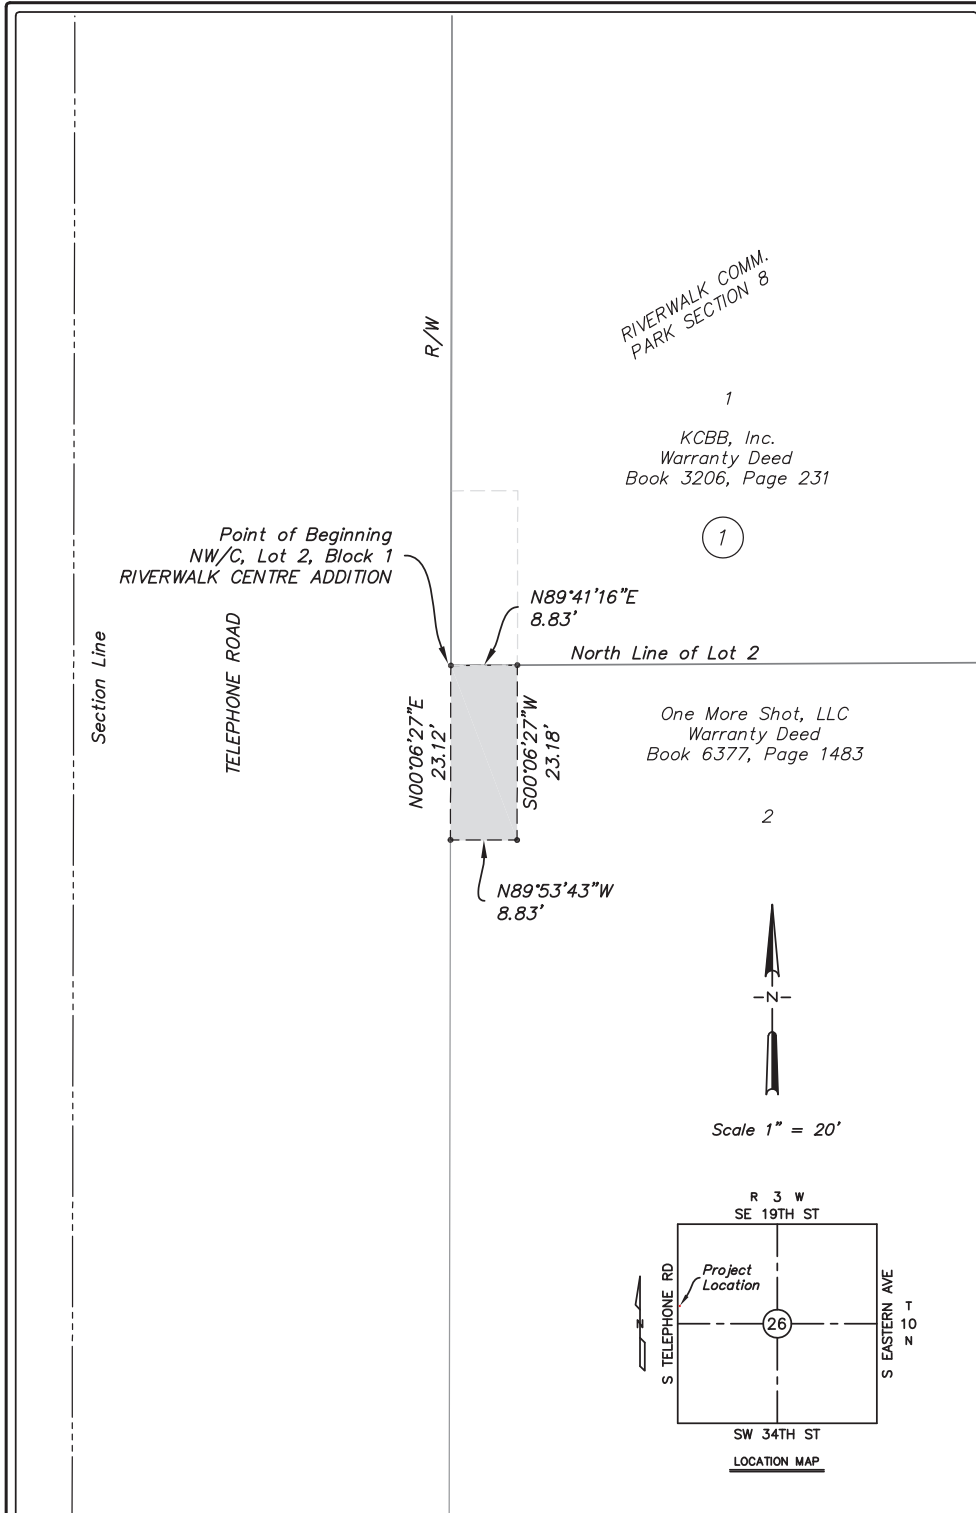 RIVERWALK COMM.
PARK SECTION 8
R/W
1
KCBB, Inc.
Warranty Deed
Book 3206, Page 231
1
Point of Beginning
NW/C, Lot 2, Block 1
RIVERWALK CENTRE ADDITION
N89°41'16"E
8.83'
Section Line
TELEPHONE ROAD
North Line of Lot 2
N00°06'27"E
23.12'
S00°06'27"W
23.18'
One More Shot, LLC
Warranty Deed
Book 6377, Page 1483
2
N89°53'43"W
8.83'
-N-
Scale 1" = 20'
R 3 W
SE 19TH ST
S TELEPHONE RD
Project
Location
N
26
S EASTERN AVE
T
10
N
SW 34TH ST
LOCATION MAP